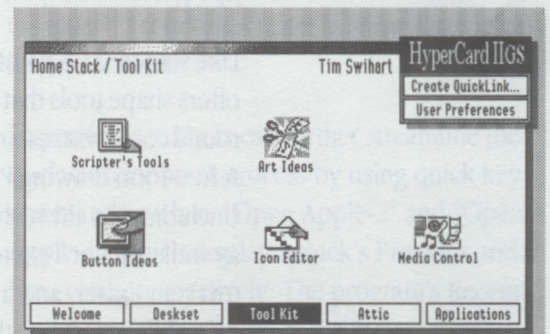 Home Stack / Tool Kit
Tim Swihart
HyperCard IIGS
Create QuickLink...
User Preferences
Scripter's Tools
Art Ideas
Button Ideas
Icon Editor
Media Control
Welcome
Deskset
Tool Kit
Attic
Applications